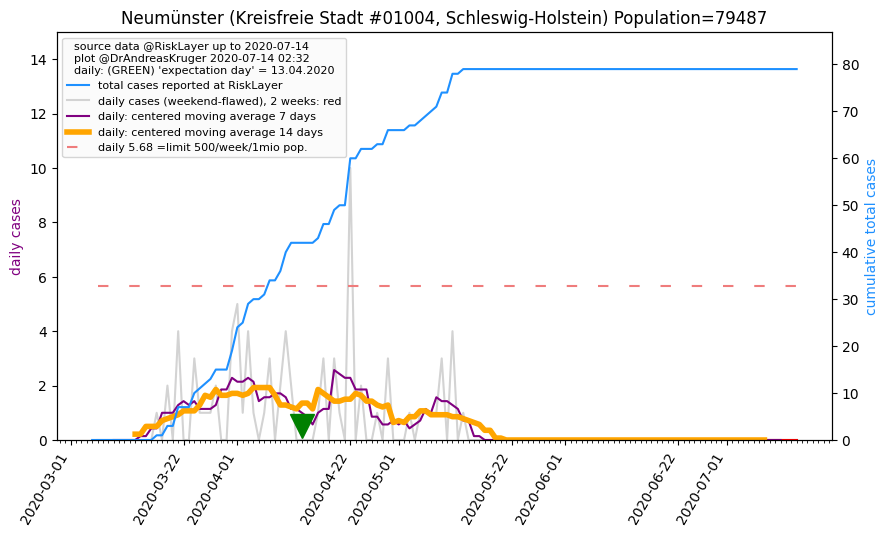 Neumünster (Kreisfreie Stadt #01004, Schleswig-Holstein) Population=79487
source data @RiskLayer up to 2020-07-14
plot @DrAndreasKruger 2020-07-14 02:32
daily: (GREEN) 'expectation day' = 13.04.2020
total cases reported at RiskLayer
daily cases (weekend-flawed), 2 weeks: red
daily: centered moving average 7 days
daily: centered moving average 14 days
daily 5.68 =limit 500/week/1mio pop.
daily cases
14
12
10
8
6
4
2
0
cumulative total cases
80
70
60
50
40
30
20
10
0
2020-03-01
2020-03-22
2020-04-01
2020-04-22
2020-05-01
2020-05-22
2020-06-01
2020-06-22
2020-07-01